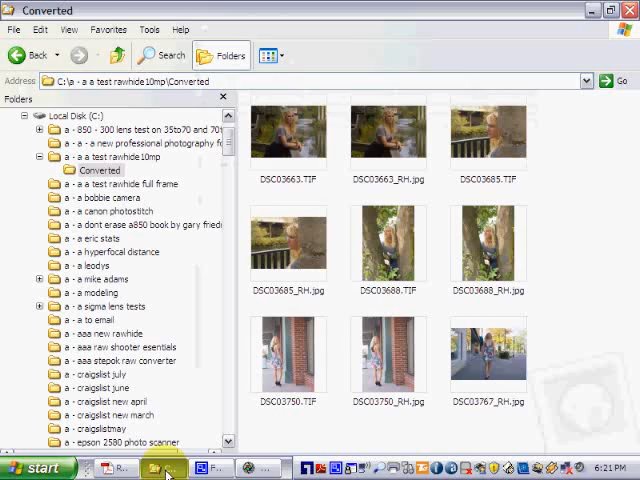 Converted
File Edit View Favorites Tools Help
Back Search Folders
Address C:\a - a a test rawhide10mp\Converted Go
Folders
Local Disk (C:)
a - 850 - 300 lens test on 35to70 and 70
a - a - a new professional photography fo
a - a a test rawhide10mp
Converted
a - a a test rawhide full frame
a - a bobbie camera
a - a canon photostitch
a - a dont erase a850 book by gary fried
a - a eric stats
a - a hyperfocal distance
a - a leodys
a - a mike adams
a - a modeling
a - a sigma lens tests
a - a to email
a - aaa new rawhide
a - aaa raw shooter esentials
a - aaa stepok raw converter
a - craigslist july
a - craigslist june
a - craigslist new april
a - craigslist new march
a - craigslistmay
a - epson 2580 photo scanner
DSC03663.TIF DSC03663_RH.jpg DSC03685.TIF
DSC03685_RH.jpg DSC03688.TIF DSC03688_RH.jpg
DSC03750.TIF DSC03750_RH.jpg DSC03767_RH.jpg
start R... C... F... ... 6:21 PM